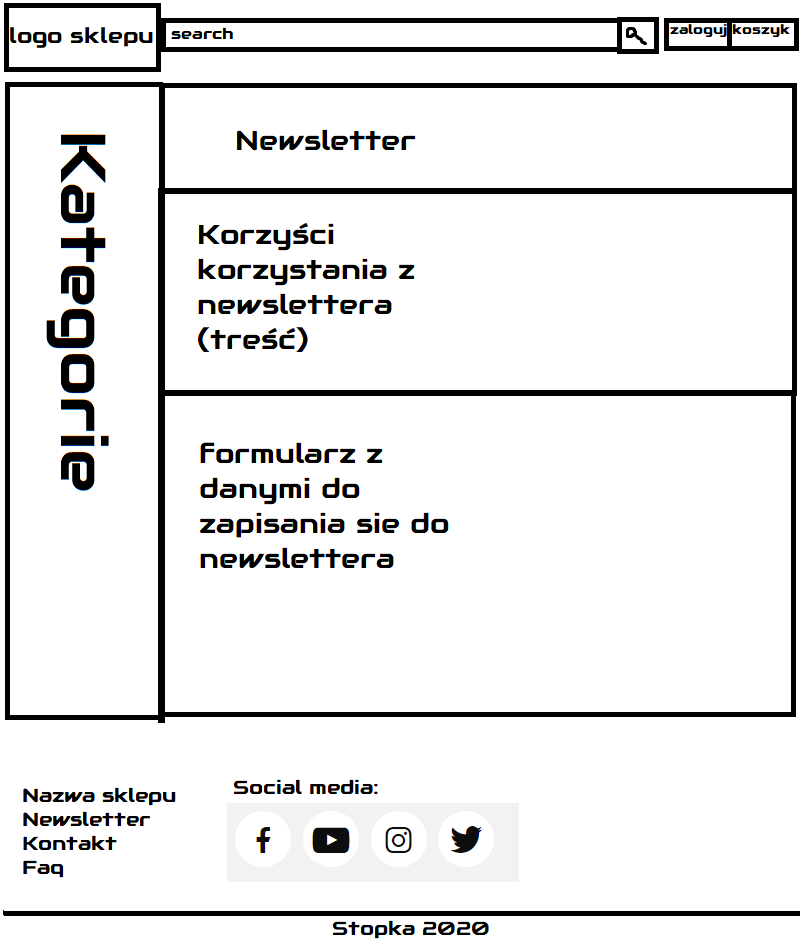 logo sklepu
search
zaloguj
koszyk
Kategorie
Newsletter
Korzyści
korzystania z
newslettera
(treść)
formularz z
danymi do
zapisania sie do
newslettera
Nazwa sklepu
Newsletter
Kontakt
Faq
Social media:
Stopka 2020